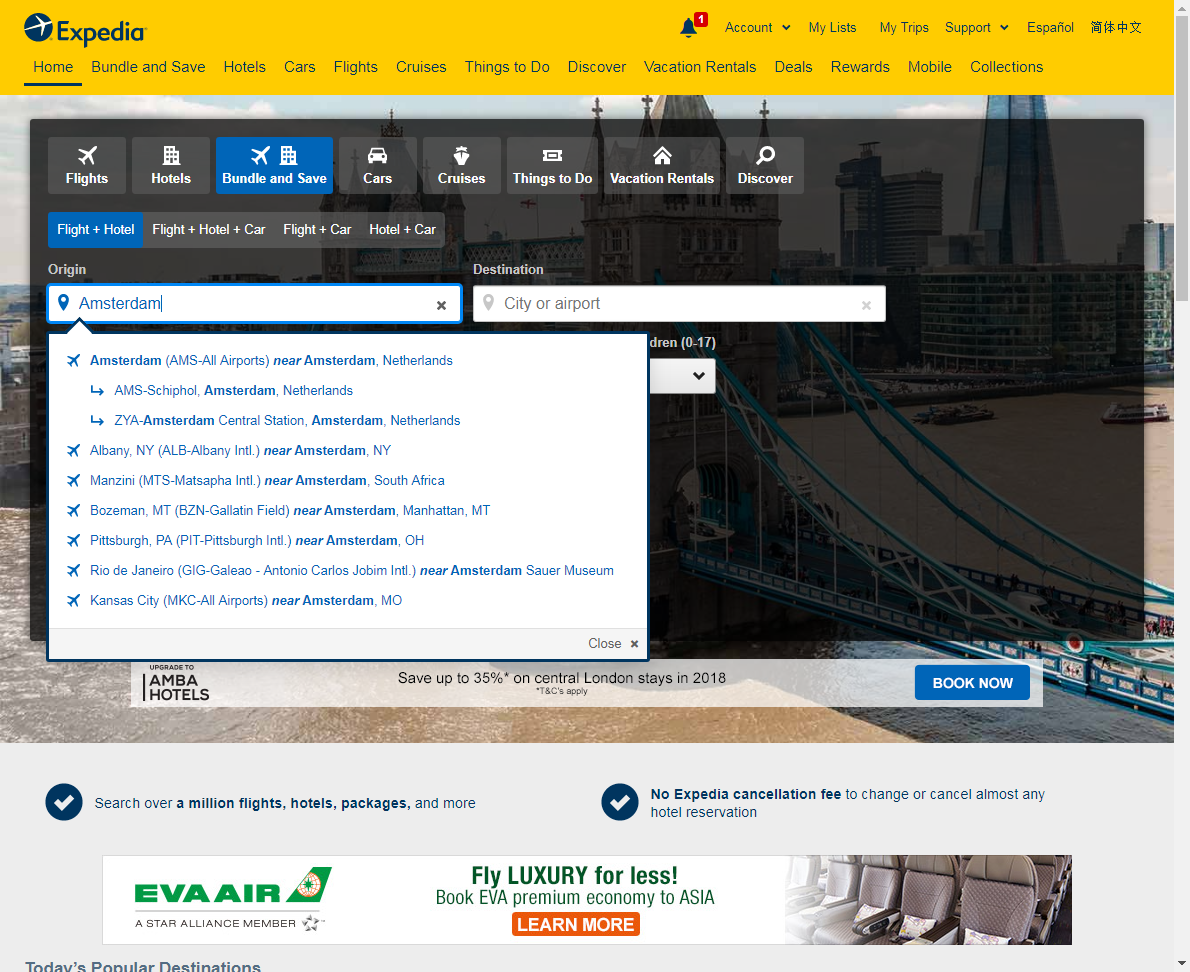 Expedia
1
Account
My Lists
My Trips
Support
Español
简体中文
Home
Bundle and Save
Hotels
Cars
Flights
Cruises
Things to Do
Discover
Vacation Rentals
Deals
Rewards
Mobile
Collections
Flights
Hotels
Bundle and Save
Cars
Cruises
Things to Do
Vacation Rentals
Discover
Flight + Hotel
Flight + Hotel + Car
Flight + Car
Hotel + Car
Origin
Destination
Amsterdam
City or airport
dren (0-17)
Amsterdam (AMS-All Airports) near Amsterdam, Netherlands
AMS-Schiphol, Amsterdam, Netherlands
ZYA-Amsterdam Central Station, Amsterdam, Netherlands
Albany, NY (ALB-Albany Intl.) near Amsterdam, NY
Manzini (MTS-Matsapha Intl.) near Amsterdam, South Africa
Bozeman, MT (BZN-Gallatin Field) near Amsterdam, Manhattan, MT
Pittsburgh, PA (PIT-Pittsburgh Intl.) near Amsterdam, OH
Rio de Janeiro (GIG-Galeao - Antonio Carlos Jobim Intl.) near Amsterdam Sauer Museum
Kansas City (MKC-All Airports) near Amsterdam, MO
Close
UPGRADE TO
AMBA
HOTELS
Save up to 35%* on central London stays in 2018
*T&C's apply
BOOK NOW
Search over a million flights, hotels, packages, and more
No Expedia cancellation fee to change or cancel almost any
hotel reservation
EVA AIR
A STAR ALLIANCE MEMBER
Fly LUXURY for less!
Book EVA premium economy to ASIA
LEARN MORE
Today's Popular Destinations